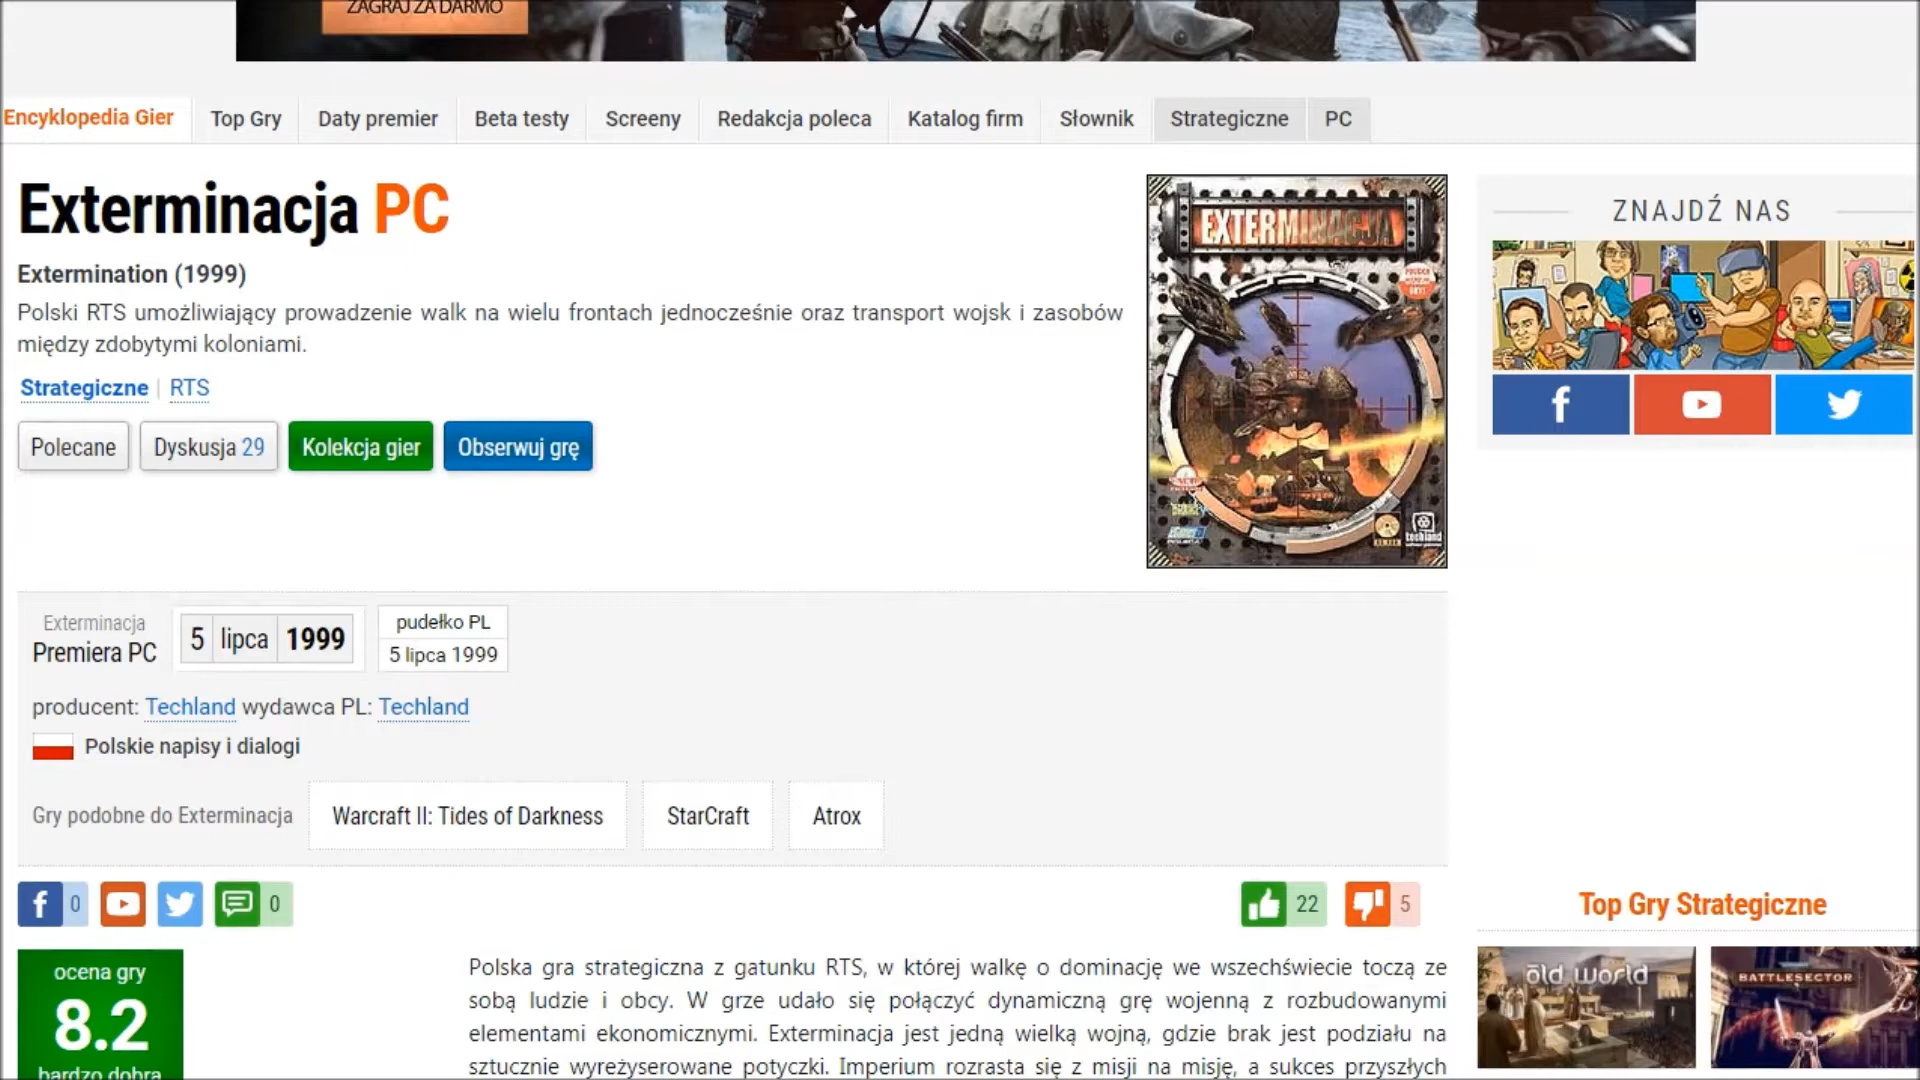 ZAGRAJ ZA DARMO
Encyklopedia Gier
Top Gry
Daty premier
Beta testy
Screeny
Redakcja poleca
Katalog firm
Słownik
Strategiczne
PC
Exterminacja PC
Extermination (1999)
Polski RTS umożliwiający prowadzenie walk na wielu frontach jednocześnie oraz transport wojsk i zasobów
między zdobytymi koloniami.
Strategiczne | RTS
Polecane
Dyskusja 29
Kolekcja gier
Obserwuj grę
EXTERMINACJA
techland
ZNAJDŹ NAS
Exterminacja
Premiera PC
5 lipca 1999
pudełko PL
5 lipca 1999
producent: Techland wydawca PL: Techland
Polskie napisy i dialogi
Gry podobne do Exterminacja
Warcraft II: Tides of Darkness
StarCraft
Atrox
0
0
22
5
Top Gry Strategiczne
old world
BATTLESECTOR
ocena gry
8.2
bardzo dobra
Polska gra strategiczna z gatunku RTS, w której walkę o dominację we wszechświecie toczą ze
sobą ludzie i obcy. W grze udało się połączyć dynamiczną grę wojenną z rozbudowanymi
elementami ekonomicznymi. Exterminacja jest jedną wielką wojną, gdzie brak jest podziału na
sztucznie wyreżyserowane potyczki. Imperium rozrasta się z misji na misję, a sukces przyszłych